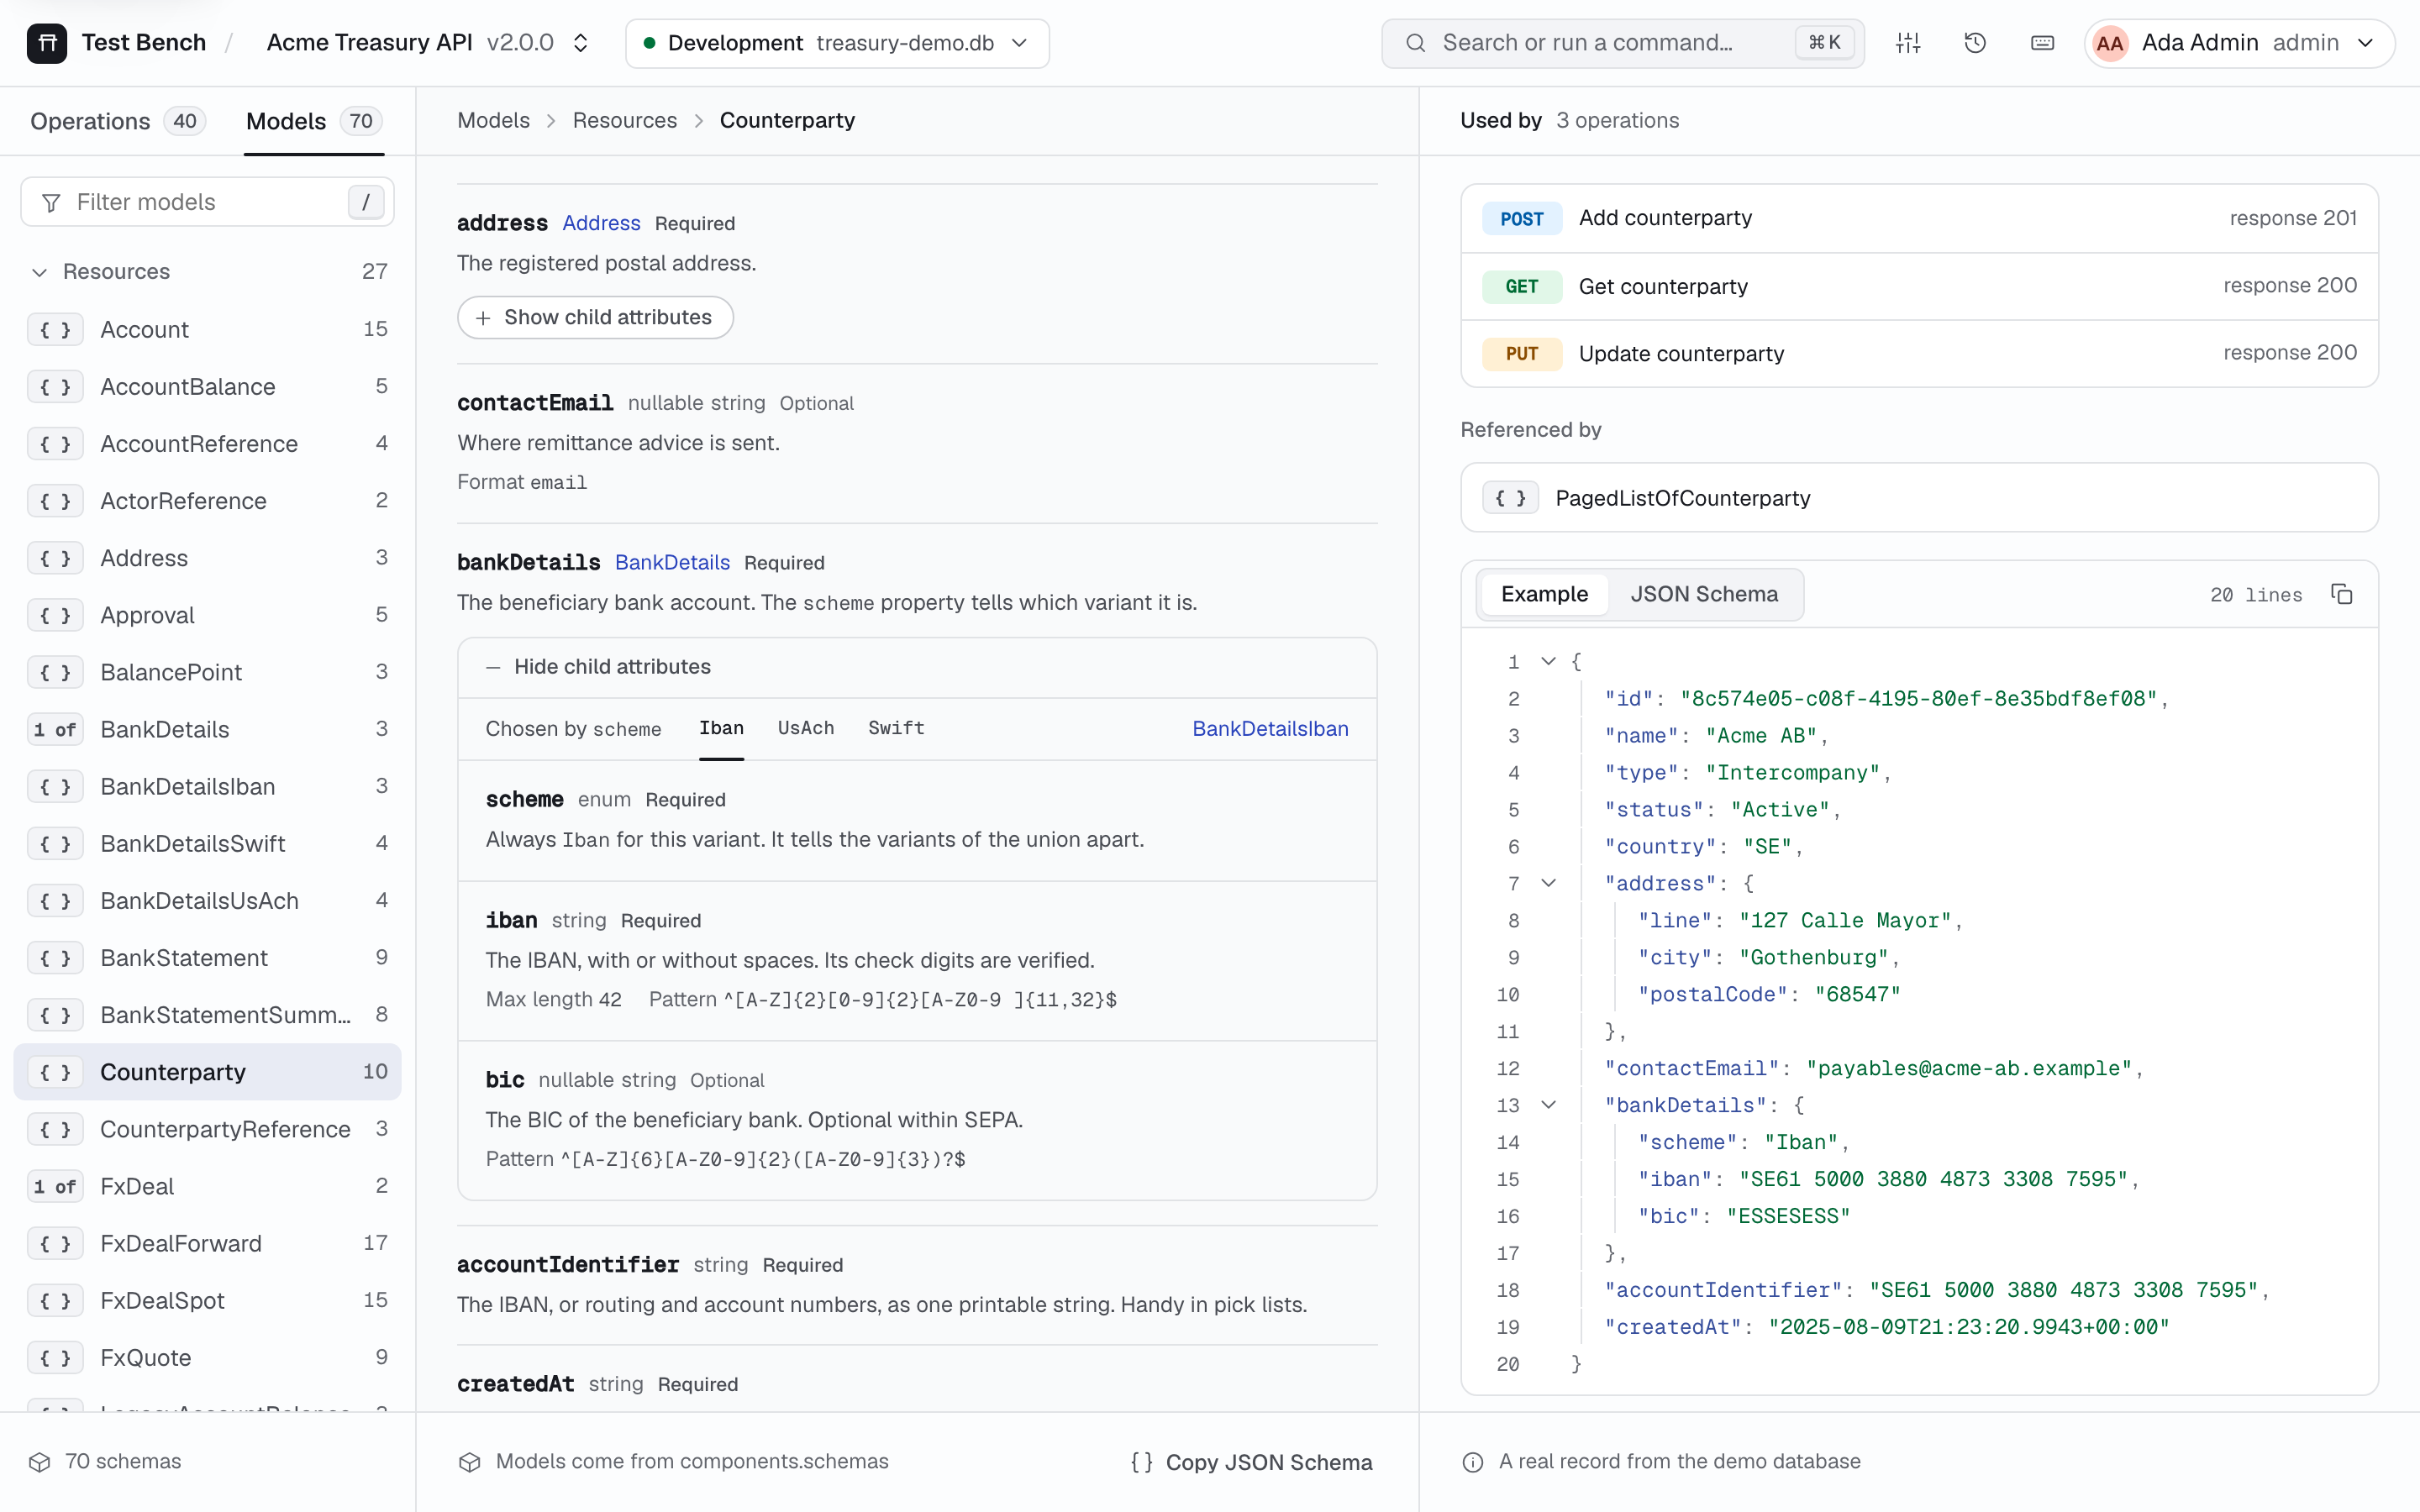 Test Bench / Acme Treasury API v2.0.0
Development treasury-demo.db
Search or run a command... ⌘K
AA Ada Admin admin
Operations 40 Models 70
Filter models /
Resources 27
{ } Account 15
{ } AccountBalance 5
{ } AccountReference 4
{ } ActorReference 2
{ } Address 3
{ } Approval 5
{ } BalancePoint 3
1 of BankDetails 3
{ } BankDetailsIban 3
{ } BankDetailsSwift 4
{ } BankDetailsUsAch 4
{ } BankStatement 9
{ } BankStatementSumm... 8
{ } Counterparty 10
{ } CounterpartyReference 3
1 of FxDeal 2
{ } FxDealForward 17
{ } FxDealSpot 15
{ } FxQuote 9
70 schemas
Models > Resources > Counterparty
address Address Required
The registered postal address.
+ Show child attributes
contactEmail nullable string Optional
Where remittance advice is sent.
Format email
bankDetails BankDetails Required
The beneficiary bank account. The scheme property tells which variant it is.
— Hide child attributes
Chosen by scheme Iban UsAch Swift BankDetailsIban
scheme enum Required
Always Iban for this variant. It tells the variants of the union apart.
iban string Required
The IBAN, with or without spaces. Its check digits are verified.
Max length 42 Pattern ^[A-Z]{2}[0-9]{2}[A-Z0-9 ]{11,32}$
bic nullable string Optional
The BIC of the beneficiary bank. Optional within SEPA.
Pattern ^[A-Z]{6}[A-Z0-9]{2}([A-Z0-9]{3})?$
accountIdentifier string Required
The IBAN, or routing and account numbers, as one printable string. Handy in pick lists.
createdAt string Required
Models come from components.schemas
{ } Copy JSON Schema
Used by 3 operations
POST Add counterparty response 201
GET Get counterparty response 200
PUT Update counterparty response 200
Referenced by
{ } PagedListOfCounterparty
Example JSON Schema 20 lines
1 {
2 "id": "8c574e05-c08f-4195-80ef-8e35bdf8ef08",
3 "name": "Acme AB",
4 "type": "Intercompany",
5 "status": "Active",
6 "country": "SE",
7 "address": {
8 "line": "127 Calle Mayor",
9 "city": "Gothenburg",
10 "postalCode": "68547"
11 },
12 "contactEmail": "payables@acme-ab.example",
13 "bankDetails": {
14 "scheme": "Iban",
15 "iban": "SE61 5000 3880 4873 3308 7595",
16 "bic": "ESSESESS"
17 },
18 "accountIdentifier": "SE61 5000 3880 4873 3308 7595",
19 "createdAt": "2025-08-09T21:23:20.9943+00:00"
20 }
A real record from the demo database